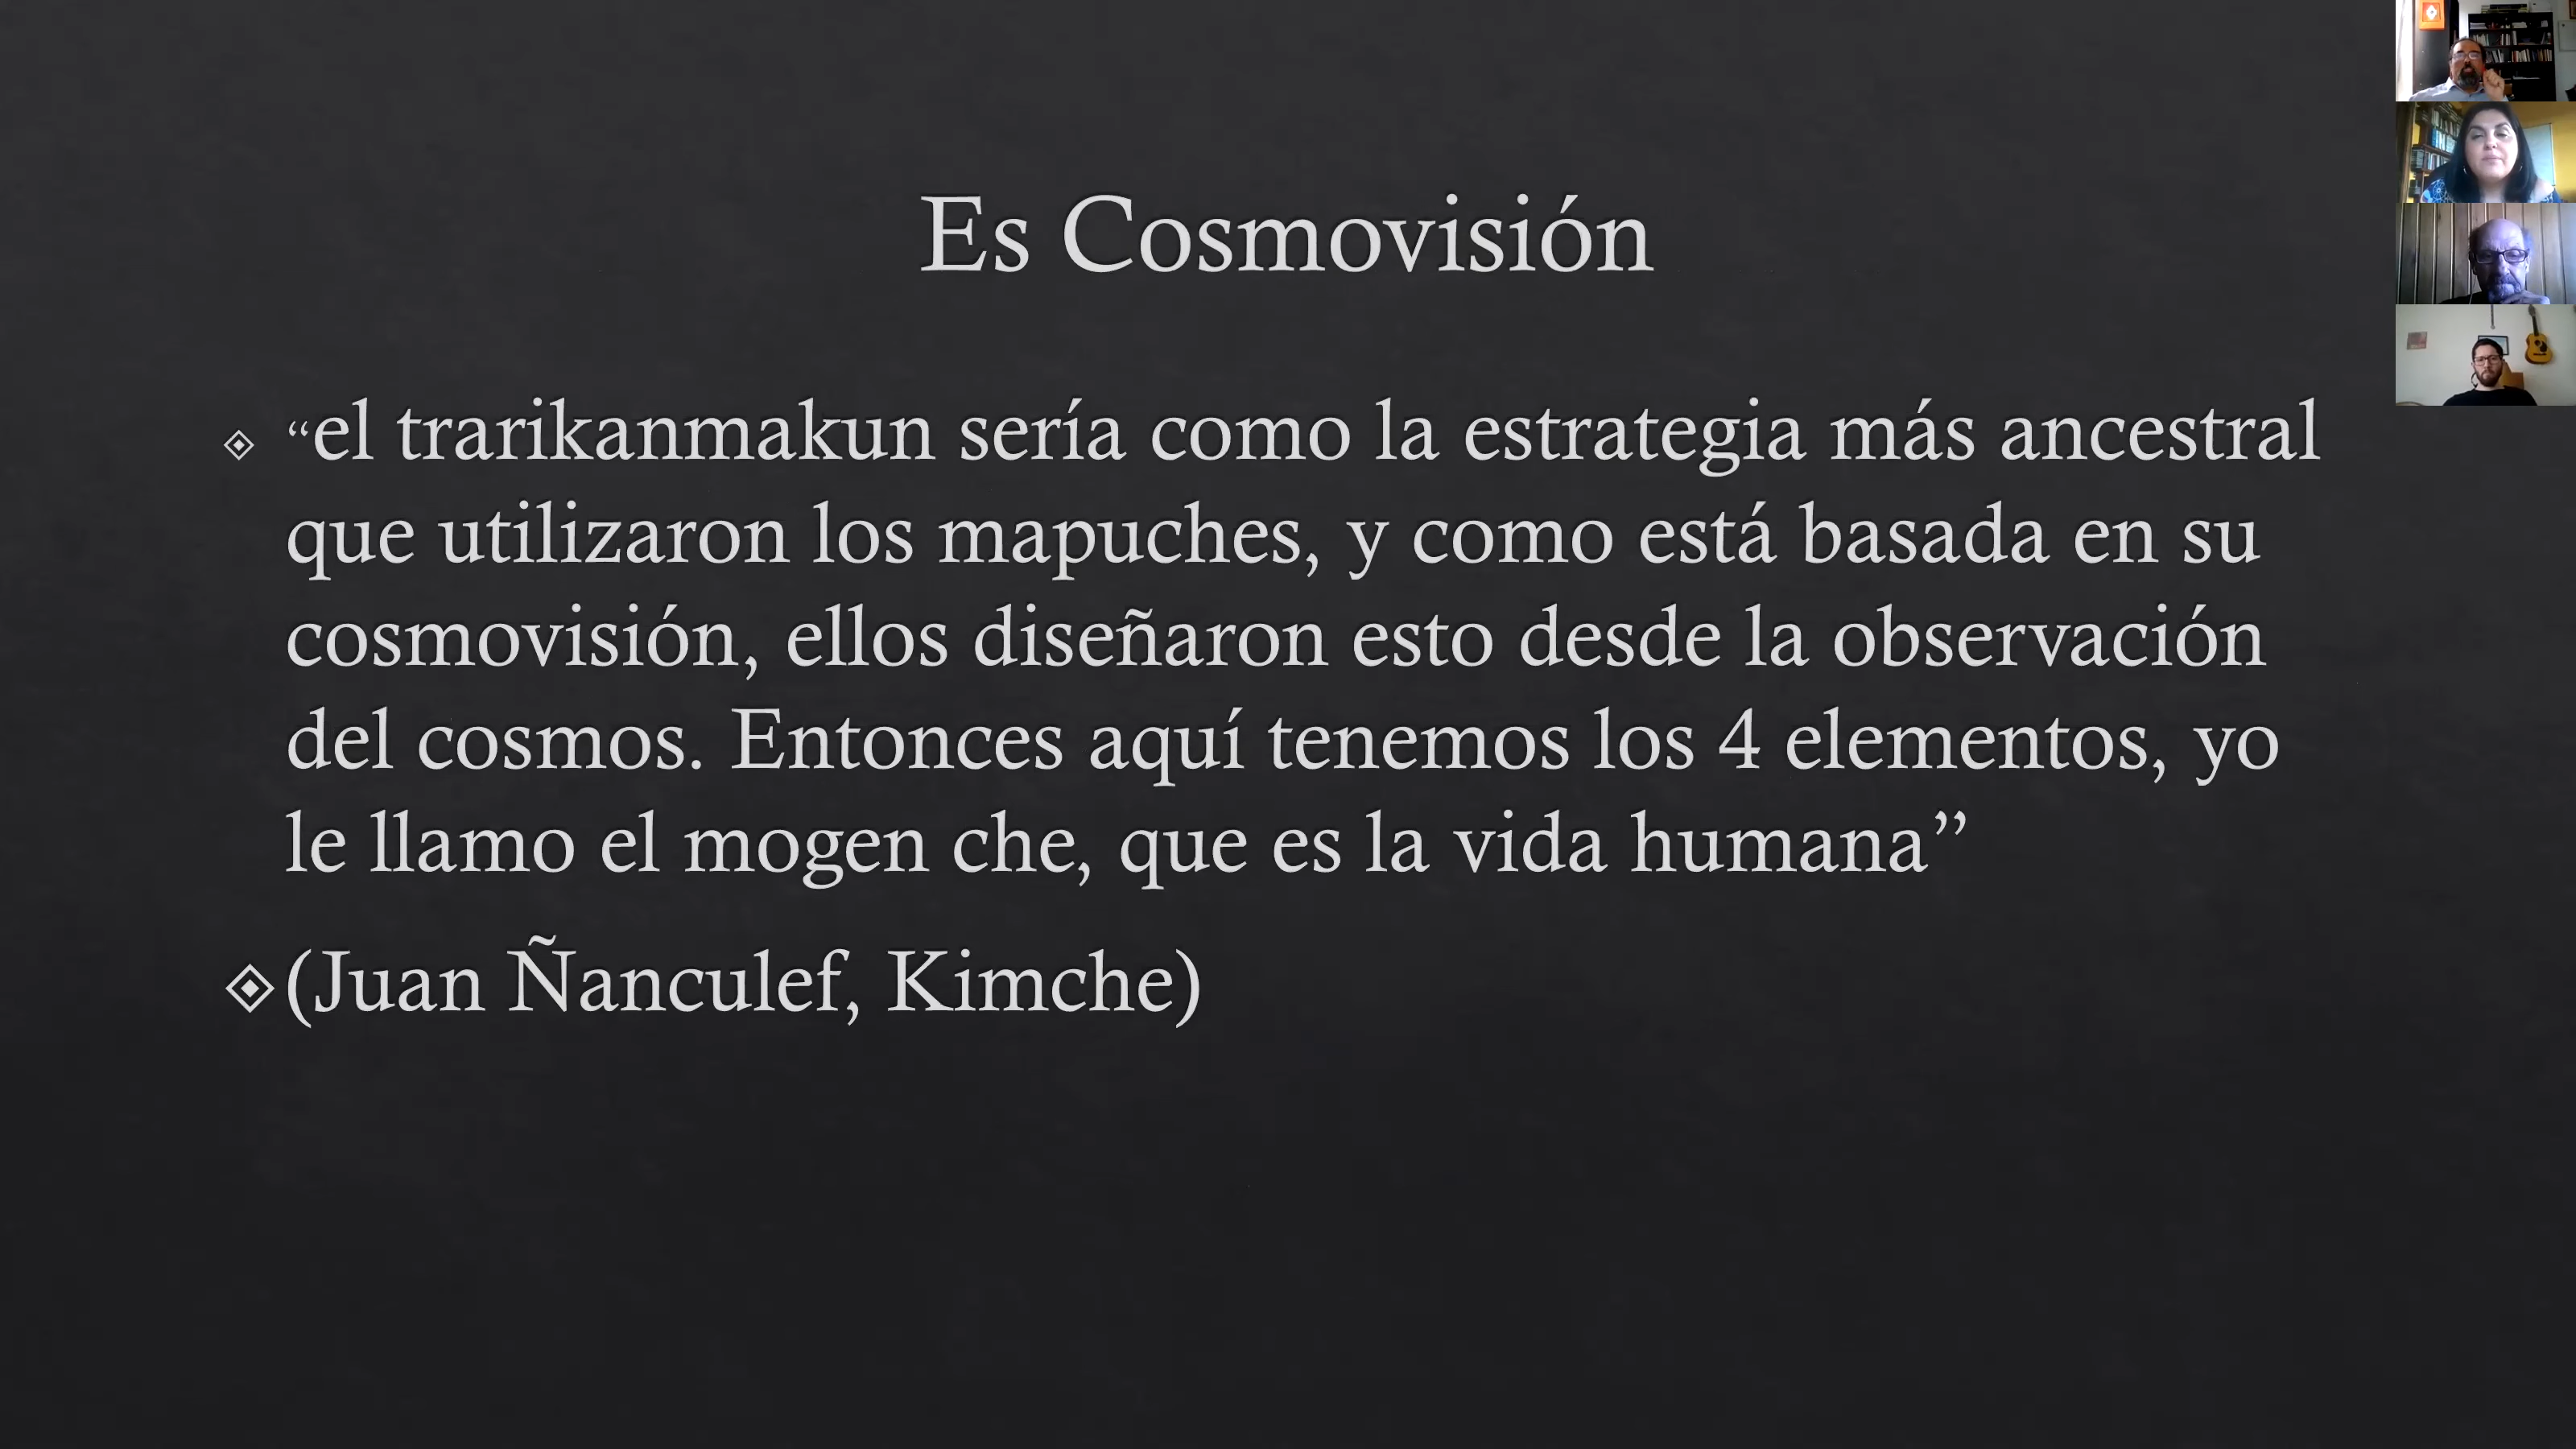 Es Cosmovisión
“el trarikanmakun sería como la estrategia más ancestral
que utilizaron los mapuches, y como está basada en su
cosmovisión, ellos diseñaron esto desde la observación
del cosmos. Entonces aquí tenemos los 4 elementos, yo
le llamo el mogen che, que es la vida humana”
(Juan Ñanculef, Kimche)